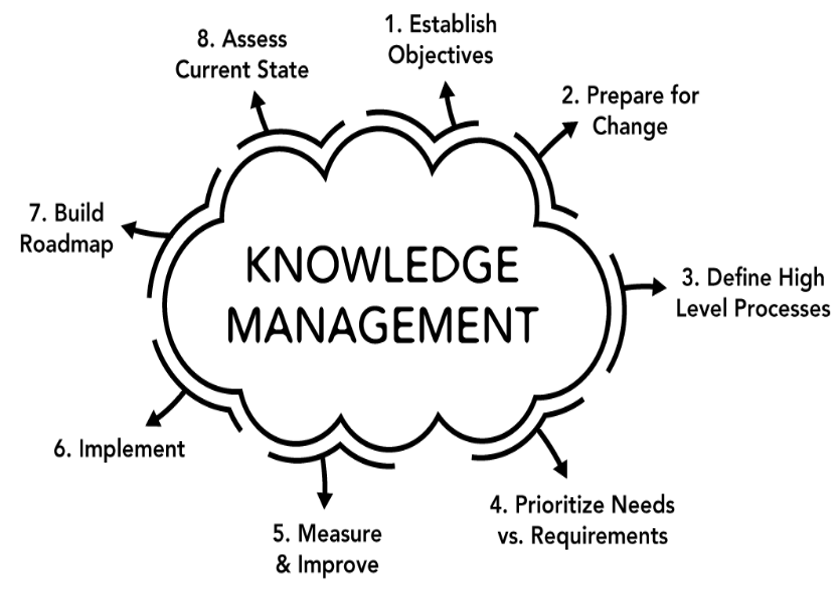 KNOWLEDGE
MANAGEMENT
1. Establish
Objectives
2. Prepare for
Change
3. Define High
Level Processes
4. Prioritize Needs
vs. Requirements
5. Measure
& Improve
6. Implement
7. Build
Roadmap
8. Assess
Current State